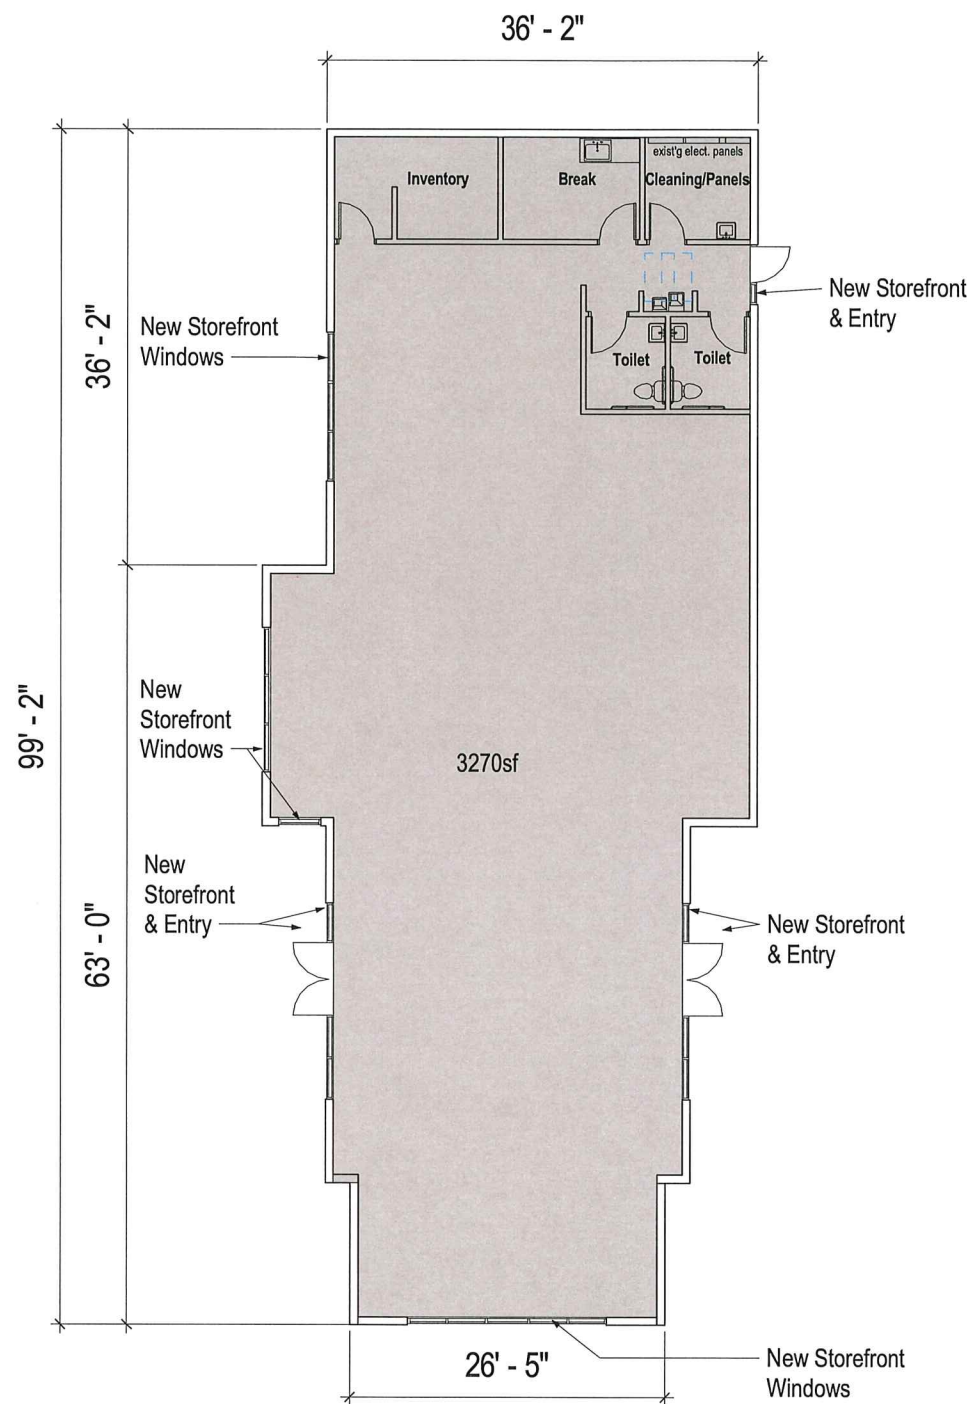 36' - 2"
exist'g elect. panels
Inventory
Break
Cleaning/Panels
New Storefront
& Entry
New Storefront
Windows
36' - 2"
Toilet
Toilet
99' - 2"
New
Storefront
Windows
3270sf
New
Storefront
& Entry
63' - 0"
New Storefront
& Entry
26' - 5"
New Storefront
Windows